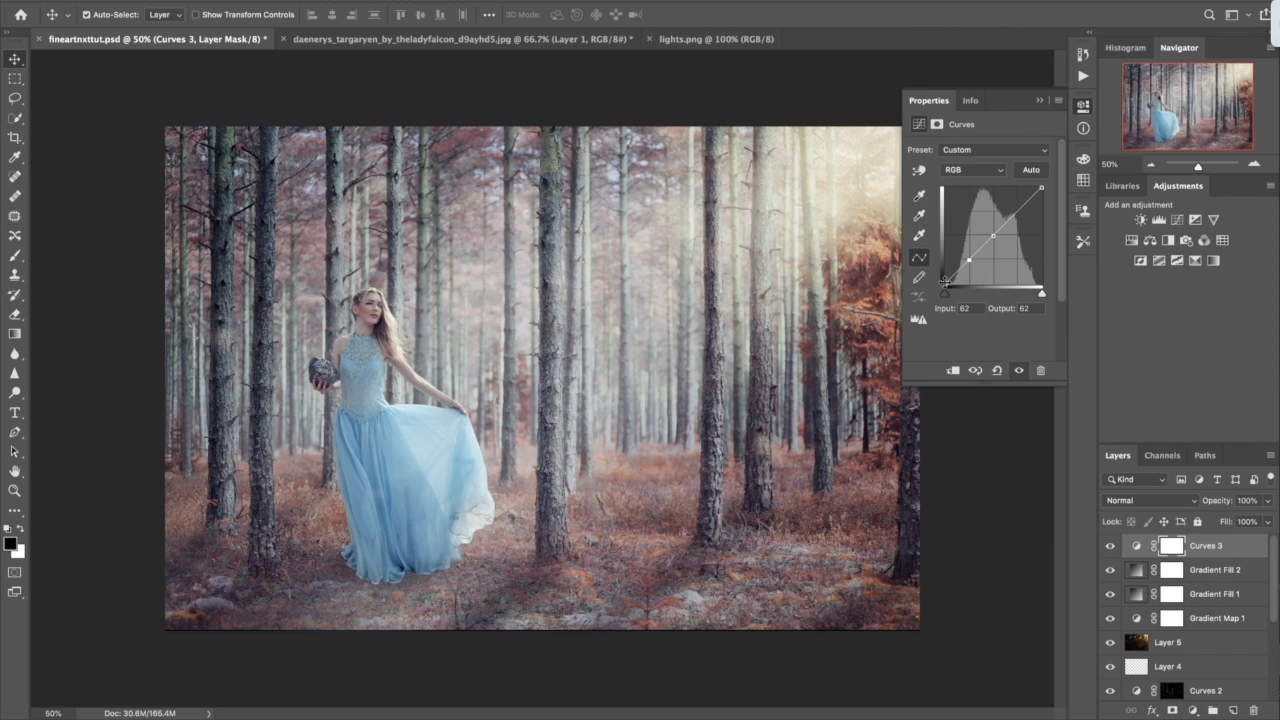 Auto-Select: Layer Show Transform Controls 3D Mode:
fineartnxttut.psd @ 50% (Curves 3, Layer Mask/8) * daenerys_targaryen_by_theladyfalcon_d9ayhd5.jpg @ 66.7% (Layer 1, RGB/8#) * lights.png @ 100% (RGB/8)
Histogram Navigator
50%
Properties Info
Curves
Preset: Custom
RGB Auto
Input: 62 Output: 62
Libraries Adjustments
Add an adjustment
Layers Channels Paths
Kind
Normal Opacity: 100%
Lock: Fill: 100%
Curves 3
Gradient Fill 2
Gradient Fill 1
Gradient Map 1
Layer 5
Layer 4
Curves 2
50% Doc: 30.6M/165.4M